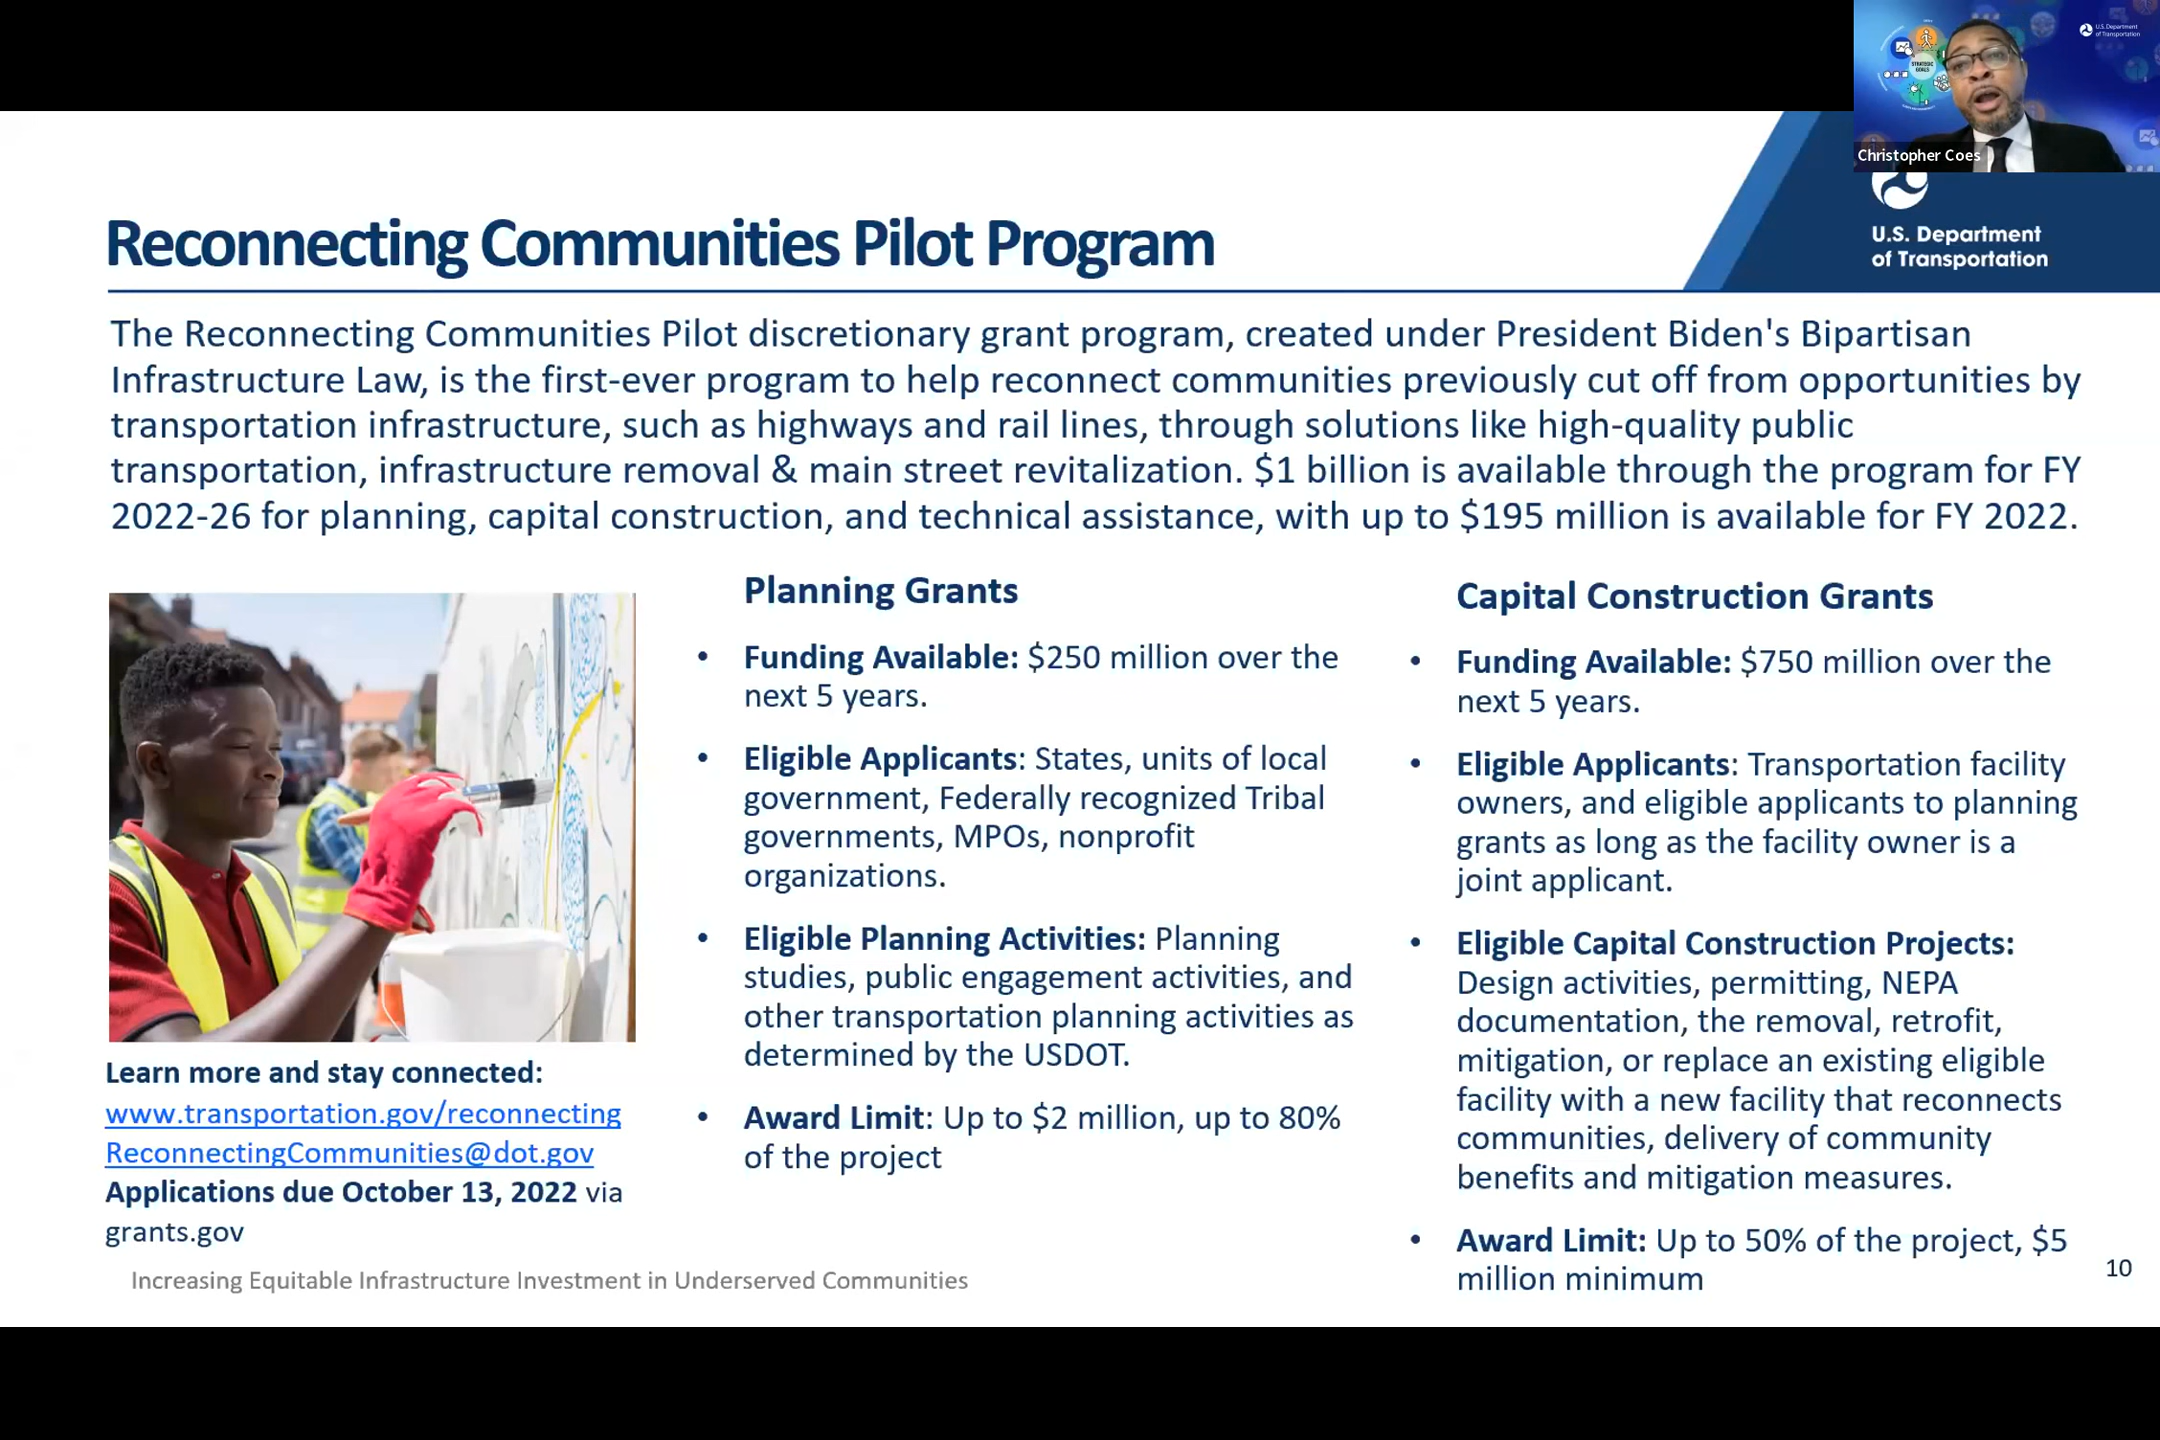 U.S. Department
of Transportation
STRATEGIC
GOALS
Christopher Coes
U.S. Department
of Transportation
Reconnecting Communities Pilot Program
The Reconnecting Communities Pilot discretionary grant program, created under President Biden's Bipartisan
Infrastructure Law, is the first-ever program to help reconnect communities previously cut off from opportunities by
transportation infrastructure, such as highways and rail lines, through solutions like high-quality public
transportation, infrastructure removal & main street revitalization. $1 billion is available through the program for FY
2022-26 for planning, capital construction, and technical assistance, with up to $195 million is available for FY 2022.
Learn more and stay connected:
www.transportation.gov/reconnecting
ReconnectingCommunities@dot.gov
Applications due October 13, 2022 via
grants.gov
Planning Grants
• Funding Available: $250 million over the
next 5 years.
• Eligible Applicants: States, units of local
government, Federally recognized Tribal
governments, MPOs, nonprofit
organizations.
• Eligible Planning Activities: Planning
studies, public engagement activities, and
other transportation planning activities as
determined by the USDOT.
• Award Limit: Up to $2 million, up to 80%
of the project
Capital Construction Grants
• Funding Available: $750 million over the
next 5 years.
• Eligible Applicants: Transportation facility
owners, and eligible applicants to planning
grants as long as the facility owner is a
joint applicant.
• Eligible Capital Construction Projects:
Design activities, permitting, NEPA
documentation, the removal, retrofit,
mitigation, or replace an existing eligible
facility with a new facility that reconnects
communities, delivery of community
benefits and mitigation measures.
• Award Limit: Up to 50% of the project, $5
million minimum
Increasing Equitable Infrastructure Investment in Underserved Communities
10